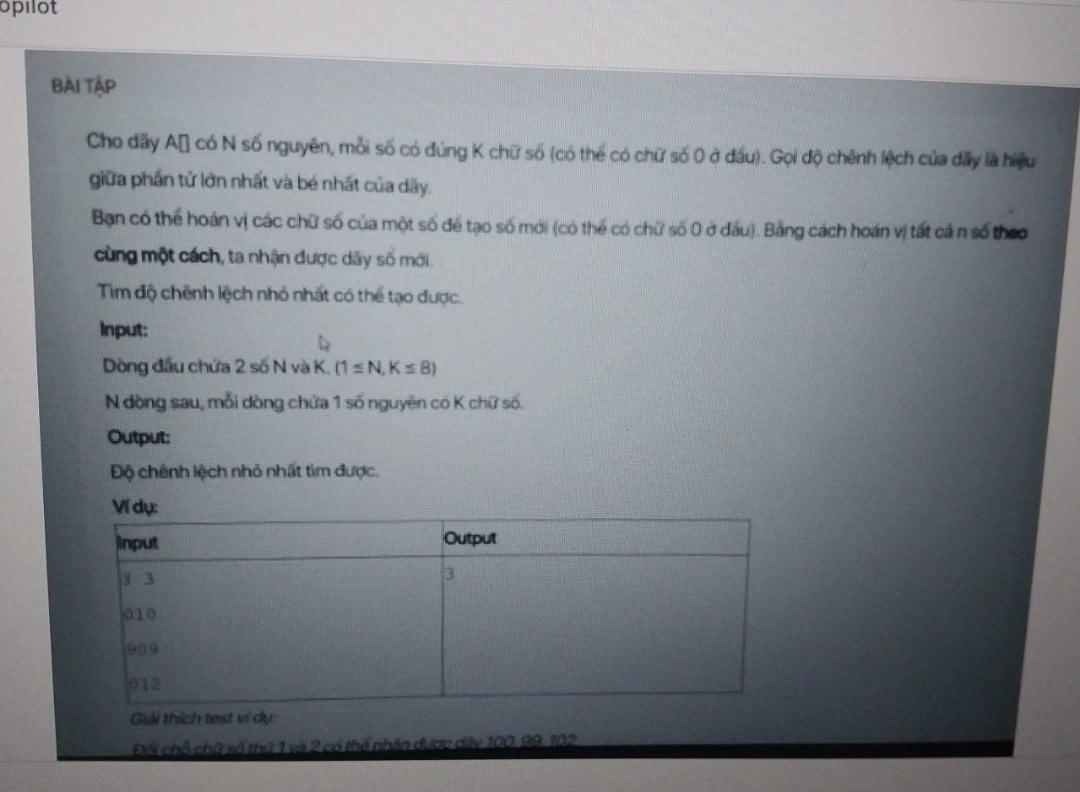 opilot
BÀI TẬP
Cho dãy A[] có N số nguyên, mỗi số có đúng K chữ số (có thể có chữ số 0 ở đầu). Gọi độ chênh lệch của dãy là hiệu
giữa phần tử lớn nhất và bé nhất của dãy.
Bạn có thể hoán vị các chữ số của một số để tạo số mới (có thể có chữ số 0 ở đầu). Bằng cách hoán vị tất cả n số theo
cùng một cách, ta nhận được dãy số mới.
Tìm độ chênh lệch nhỏ nhất có thể tạo được.
Input:
Dòng đầu chứa 2 số N và K. (1 ≤ N, K ≤ 8)
N dòng sau, mỗi dòng chứa 1 số nguyên có K chữ số.
Output:
Độ chênh lệch nhỏ nhất tìm được.
Ví dụ:
Input Output
3 3 3
010
909
012
Giải thích test ví dụ:
Đổi chỗ chữ số thứ 1 và 2 có thể nhận được dãy 100, 99, 102